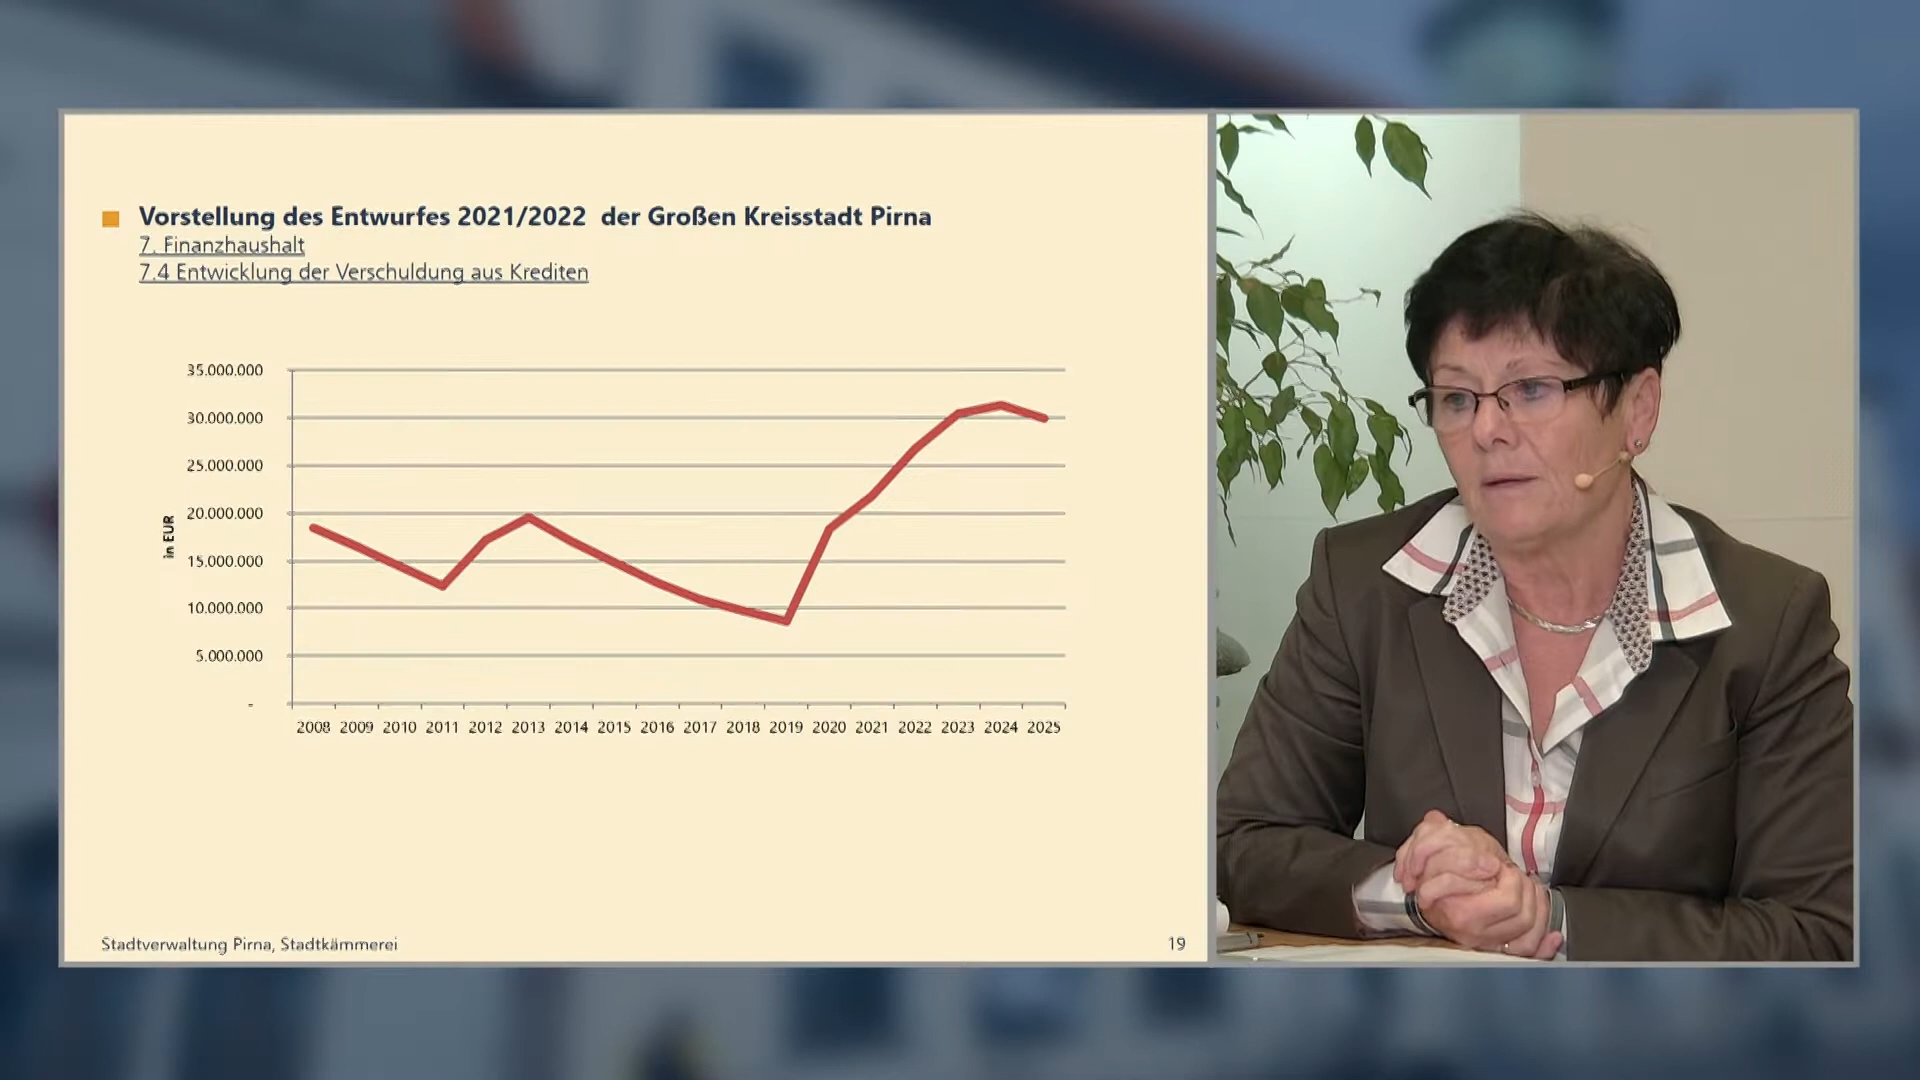 Vorstellung des Entwurfes 2021/2022 der Großen Kreisstadt Pirna
7. Finanzhaushalt
7.4 Entwicklung der Verschuldung aus Krediten
in EUR
35.000.000
30.000.000
25.000.000
20.000.000
15.000.000
10.000.000
5.000.000
-
2008 2009 2010 2011 2012 2013 2014 2015 2016 2017 2018 2019 2020 2021 2022 2023 2024 2025
Stadtverwaltung Pirna, Stadtkämmerei 19